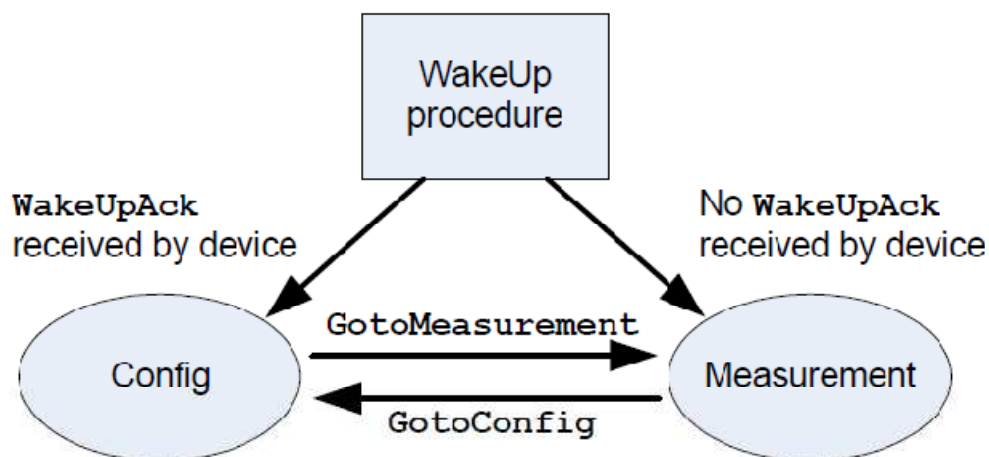 WakeUp
procedure
WakeUpAck
received by device
No WakeUpAck
received by device
GotoMeasurement
Config
Measurement
GotoConfig